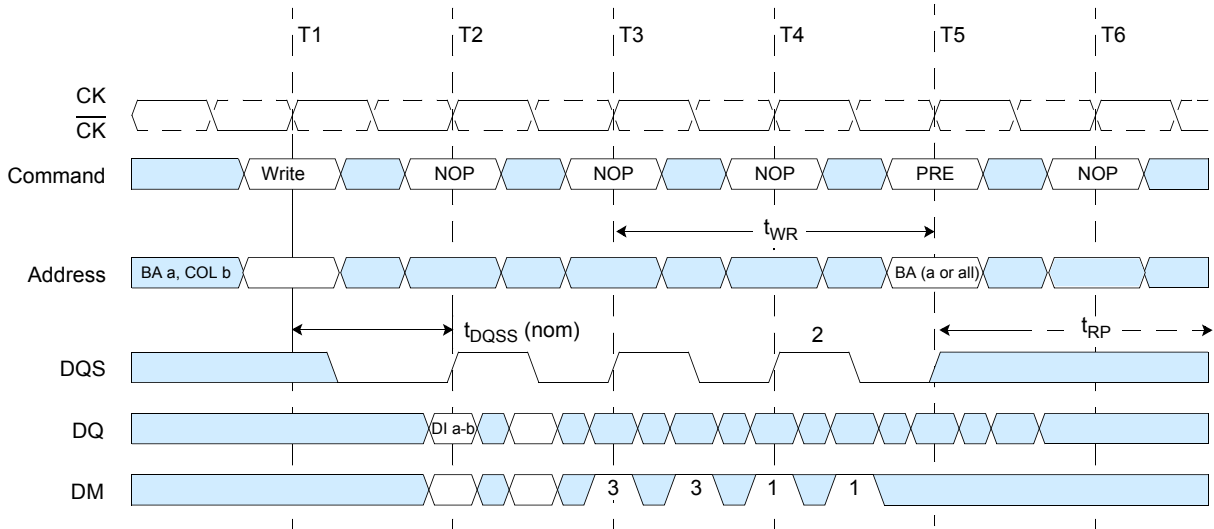 T1 T2 T3 T4 T5 T6
CK
CK
Command Write NOP NOP NOP PRE NOP
tWR
Address BA a, COL b BA (a or all)
tDQSS (nom) 2 tRP
DQS
DQ DI a-b
DM 3 3 1 1